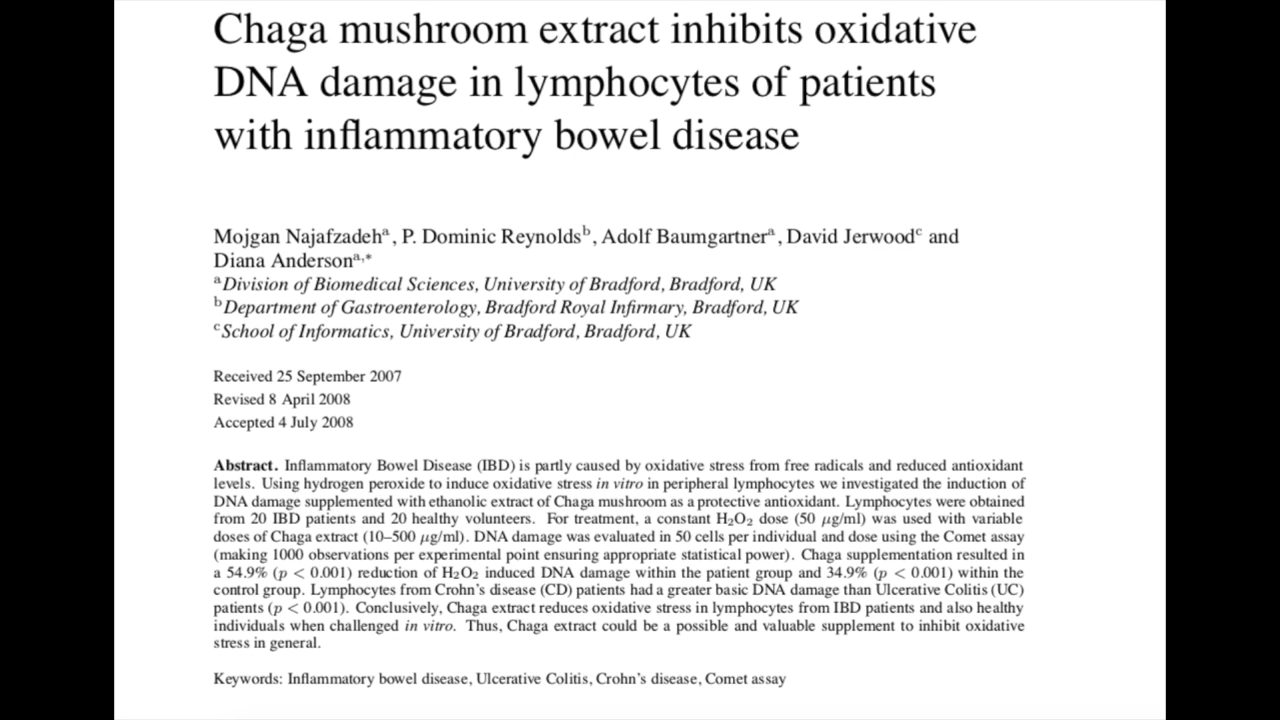 Chaga mushroom extract inhibits oxidative
DNA damage in lymphocytes of patients
with inflammatory bowel disease
Mojgan Najafzadehᵃ, P. Dominic Reynoldsᵇ, Adolf Baumgartnerᵃ, David Jerwoodᶜ and
Diana Andersonᵃ,*
ᵃDivision of Biomedical Sciences, University of Bradford, Bradford, UK
ᵇDepartment of Gastroenterology, Bradford Royal Infirmary, Bradford, UK
ᶜSchool of Informatics, University of Bradford, Bradford, UK
Received 25 September 2007
Revised 8 April 2008
Accepted 4 July 2008
Abstract. Inflammatory Bowel Disease (IBD) is partly caused by oxidative stress from free radicals and reduced antioxidant
levels. Using hydrogen peroxide to induce oxidative stress in vitro in peripheral lymphocytes we investigated the induction of
DNA damage supplemented with ethanolic extract of Chaga mushroom as a protective antioxidant. Lymphocytes were obtained
from 20 IBD patients and 20 healthy volunteers. For treatment, a constant H₂O₂ dose (50 μg/ml) was used with variable
doses of Chaga extract (10–500 μg/ml). DNA damage was evaluated in 50 cells per individual and dose using the Comet assay
(making 1000 observations per experimental point ensuring appropriate statistical power). Chaga supplementation resulted in
a 54.9% (p < 0.001) reduction of H₂O₂ induced DNA damage within the patient group and 34.9% (p < 0.001) within the
control group. Lymphocytes from Crohn's disease (CD) patients had a greater basic DNA damage than Ulcerative Colitis (UC)
patients (p < 0.001). Conclusively, Chaga extract reduces oxidative stress in lymphocytes from IBD patients and also healthy
individuals when challenged in vitro. Thus, Chaga extract could be a possible and valuable supplement to inhibit oxidative
stress in general.
Keywords: Inflammatory bowel disease, Ulcerative Colitis, Crohn's disease, Comet assay